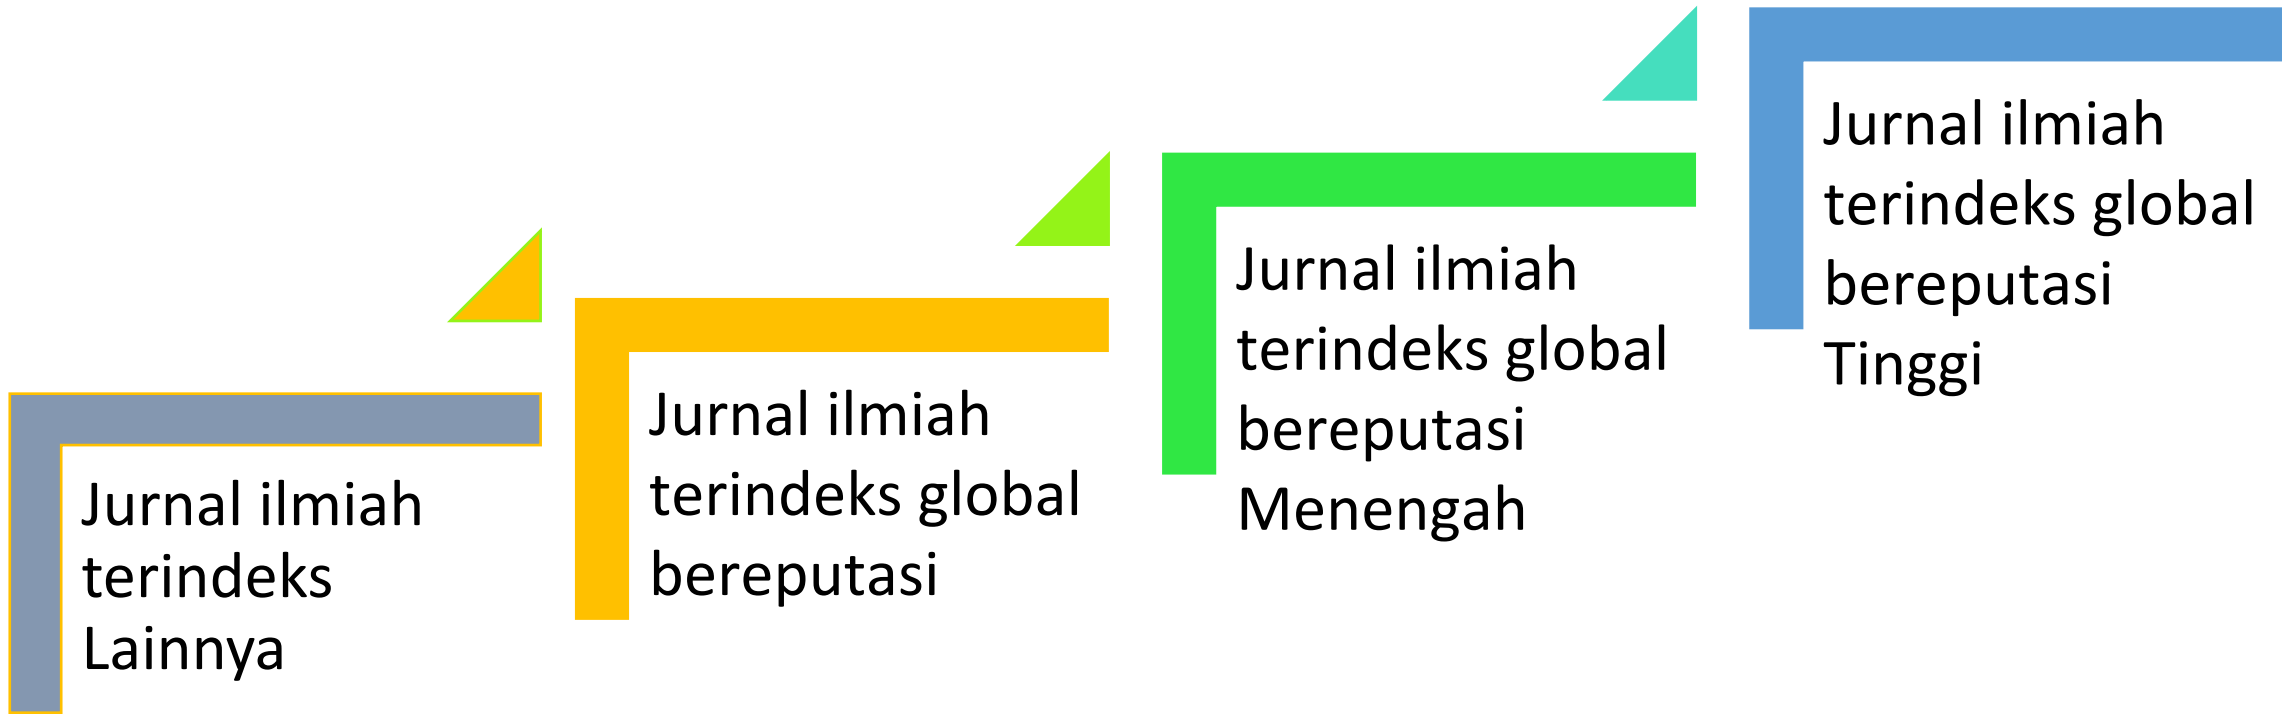 Jurnal ilmiah
terindeks
Lainnya
Jurnal ilmiah
terindeks global
bereputasi
Jurnal ilmiah
terindeks global
bereputasi
Menengah
Jurnal ilmiah
terindeks global
bereputasi
Tinggi